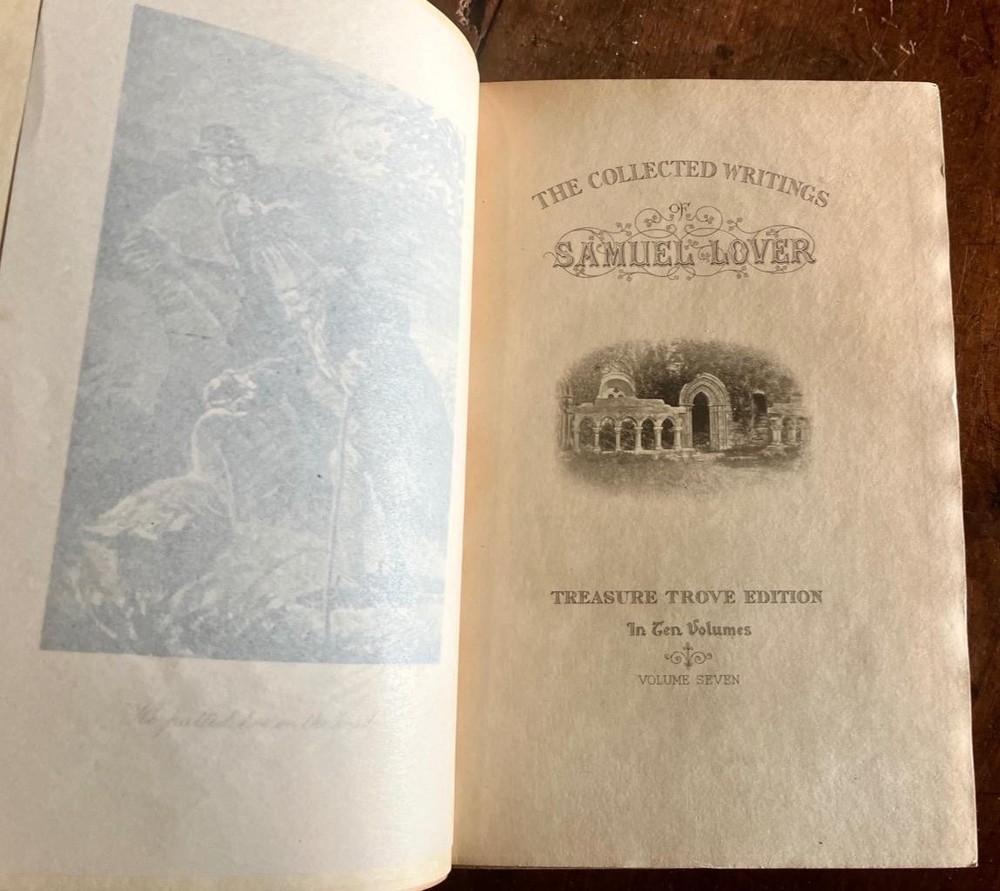 THE COLLECTED WRITINGS
OF
SAMUEL LOVER
TREASURE TROVE EDITION
In Ten Volumes
VOLUME SEVEN